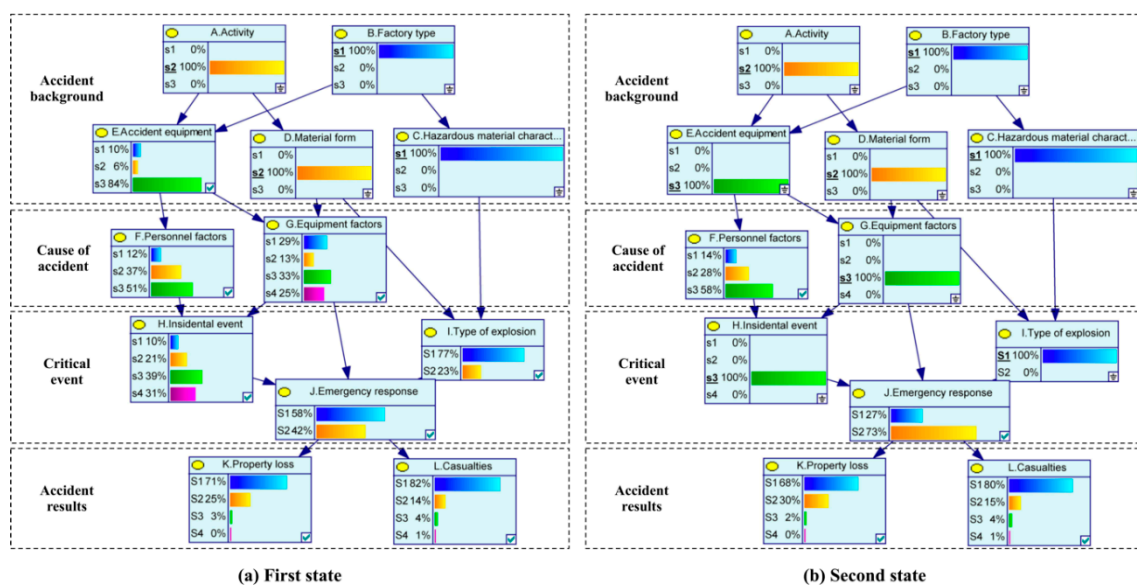 Accident
background
A.Activity
s1 0%
s2 100%
s3 0%
B.Factory type
s1 100%
s2 0%
s3 0%
E.Accident equipment
s1 10%
s2 6%
s3 84%
D.Material form
s1 0%
s2 100%
s3 0%
C.Hazardous material charact...
s1 100%
s2 0%
s3 0%
Cause of
accident
F.Personnel factors
s1 12%
s2 37%
s3 51%
G.Equipment factors
s1 29%
s2 13%
s3 33%
s4 25%
Critical
event
H.Insidental event
s1 10%
s2 21%
s3 39%
s4 31%
I.Type of explosion
S1 77%
S2 23%
J.Emergency response
S1 58%
S2 42%
Accident
results
K.Property loss
S1 71%
S2 25%
S3 3%
S4 0%
L.Casualties
S1 82%
S2 14%
S3 4%
S4 1%
(a) First state
Accident
background
A.Activity
s1 0%
s2 100%
s3 0%
B.Factory type
s1 100%
s2 0%
s3 0%
E.Accident equipment
s1 0%
s2 0%
s3 100%
D.Material form
s1 0%
s2 100%
s3 0%
C.Hazardous material charact...
s1 100%
s2 0%
s3 0%
Cause of
accident
F.Personnel factors
s1 14%
s2 28%
s3 58%
G.Equipment factors
s1 0%
s2 0%
s3 100%
s4 0%
Critical
event
H.Insidental event
s1 0%
s2 0%
s3 100%
s4 0%
I.Type of explosion
S1 100%
S2 0%
J.Emergency response
S1 27%
S2 73%
Accident
results
K.Property loss
S1 68%
S2 30%
S3 2%
S4 0%
L.Casualties
S1 80%
S2 15%
S3 4%
S4 1%
(b) Second state